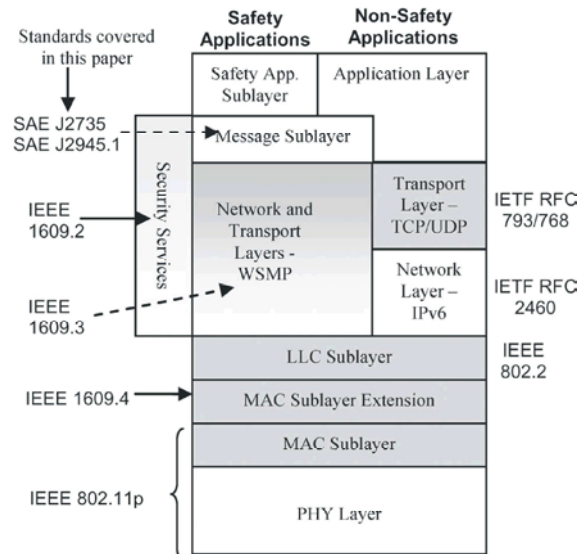 Safety
Applications
Non-Safety
Applications
Standards covered
in this paper
Safety App.
Sublayer
Application Layer
SAE J2735
SAE J2945.1
Message Sublayer
Security Services
IEEE
1609.2
Network and
Transport
Layers -
WSMP
Transport
Layer –
TCP/UDP
IETF RFC
793/768
IEEE
1609.3
Network
Layer –
IPv6
IETF RFC
2460
LLC Sublayer
IEEE
802.2
IEEE 1609.4
MAC Sublayer Extension
MAC Sublayer
IEEE 802.11p
PHY Layer